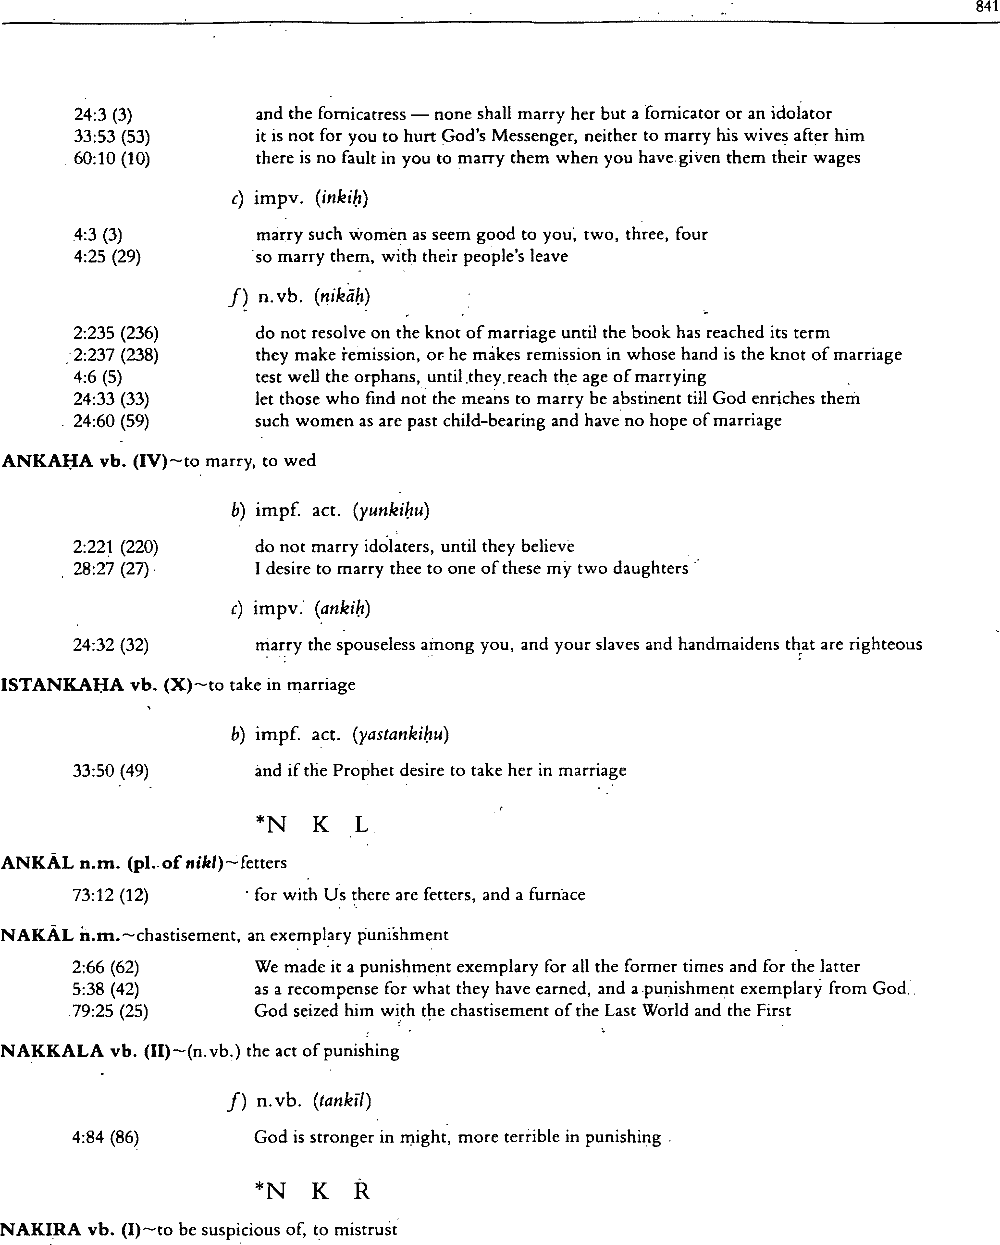 841
24:3 (3) and the fornicatress — none shall marry her but a fornicator or an idolator
33:53 (53) it is not for you to hurt God's Messenger, neither to marry his wives after him
60:10 (10) there is no fault in you to marry them when you have given them their wages
c) impv. (inkiḥ)
4:3 (3) marry such women as seem good to you, two, three, four
4:25 (29) so marry them, with their people's leave
f) n.vb. (nikāḥ)
2:235 (236) do not resolve on the knot of marriage until the book has reached its term
2:237 (238) they make remission, or he makes remission in whose hand is the knot of marriage
4:6 (5) test well the orphans, until they reach the age of marrying
24:33 (33) let those who find not the means to marry be abstinent till God enriches them
24:60 (59) such women as are past child-bearing and have no hope of marriage
ANKAḤA vb. (IV)~to marry, to wed
b) impf. act. (yunkiḥu)
2:221 (220) do not marry idolaters, until they believe
28:27 (27) I desire to marry thee to one of these my two daughters
c) impv. (ankiḥ)
24:32 (32) marry the spouseless among you, and your slaves and handmaidens that are righteous
ISTANKAḤA vb. (X)~to take in marriage
b) impf. act. (yastankiḥu)
33:50 (49) and if the Prophet desire to take her in marriage
*N K L
ANKĀL n.m. (pl. of nikl)~fetters
73:12 (12) for with Us there are fetters, and a furnace
NAKĀL n.m.~chastisement, an exemplary punishment
2:66 (62) We made it a punishment exemplary for all the former times and for the latter
5:38 (42) as a recompense for what they have earned, and a punishment exemplary from God
79:25 (25) God seized him with the chastisement of the Last World and the First
NAKKALA vb. (II)~(n.vb.) the act of punishing
f) n.vb. (tankīl)
4:84 (86) God is stronger in might, more terrible in punishing
*N K R
NAKIRA vb. (I)~to be suspicious of, to mistrust